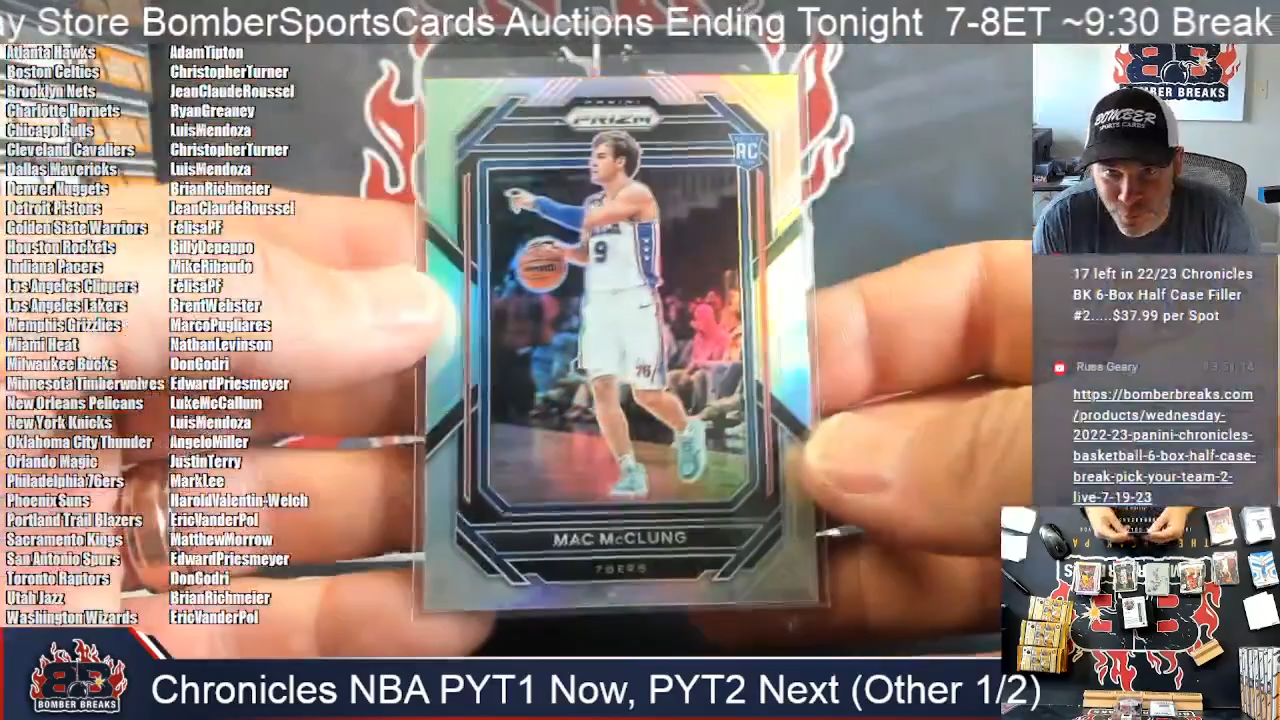 ay Store BomberSportsCards Auctions Ending Tonight 7-8ET ~9:30 Break
Atlanta Hawks AdamTipton
Boston Celtics ChristopherTurner
Brooklyn Nets JeanClaudeRoussel
Charlotte Hornets RyanGreaney
Chicago Bulls LuisMendoza
Cleveland Cavaliers ChristopherTurner
Dallas Mavericks LuisMendoza
Denver Nuggets BrianRichmeier
Detroit Pistons JeanClaudeRoussel
Golden State Warriors FelisaPF
Houston Rockets BillyDeneppo
Indiana Pacers MikeRibaudo
Los Angeles Clippers FelisaPF
Los Angeles Lakers BrentWebster
Memphis Grizzlies MarcoPugliares
Miami Heat NathanLevinson
Milwaukee Bucks DonGodri
Minnesota Timberwolves EdwardPriesmeyer
New Orleans Pelicans LukeMcCallum
New York Knicks LuisMendoza
Oklahoma City Thunder AngeloMiller
Orlando Magic JustinTerry
Philadelphia 76ers MarkLee
Phoenix Suns HaroldValentin-Welch
Portland Trail Blazers EricVanderPol
Sacramento Kings MatthewMorrow
San Antonio Spurs EdwardPriesmeyer
Toronto Raptors DonGodri
Utah Jazz BrianRichmeier
Washington Wizards EricVanderPol
PANINI
PRIZM
RC
9
76
MAC McCLUNG
76ERS
BOMBER BREAKS
BOMBER
SPORTS CARDS
17 left in 22/23 Chronicles
BK 6-Box Half Case Filler
#2.....$37.99 per Spot
Russ Geary
https://bomberbreaks.com
/products/wednesday-
2022-23-panini-chronicles-
basketball-6-box-half-case-
break-pick-your-team-2-
live-7-19-23
BOMBER BREAKS
Chronicles NBA PYT1 Now, PYT2 Next (Other 1/2)